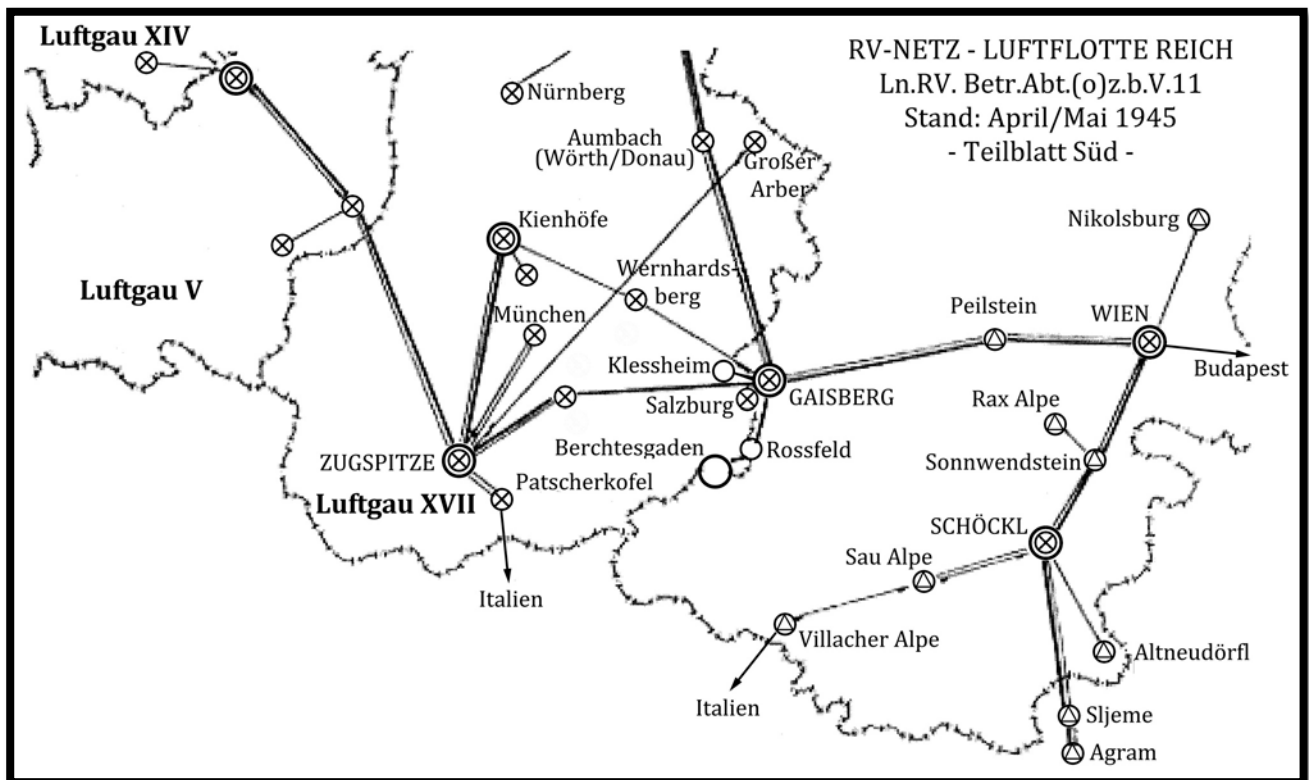 Luftgau XIV
RV-NETZ - LUFTFLOTTE REICH
Ln.RV. Betr.Abt.(o)z.b.V.11
Stand: April/Mai 1945
- Teilblatt Süd -
Nürnberg
Aumbach
(Wörth/Donau)
Großer
Arber
Kienhöfe
Nikolsburg
Wernhards-
berg
Luftgau V
München
Peilstein
WIEN
Klessheim
Budapest
Salzburg
GAISBERG
Rax Alpe
Berchtesgaden
Rossfeld
ZUGSPITZE
Sonnwendstein
Patscherkofel
Luftgau XVII
SCHÖCKL
Sau Alpe
Italien
Villacher Alpe
Altneudörfl
Italien
Sljeme
Agram